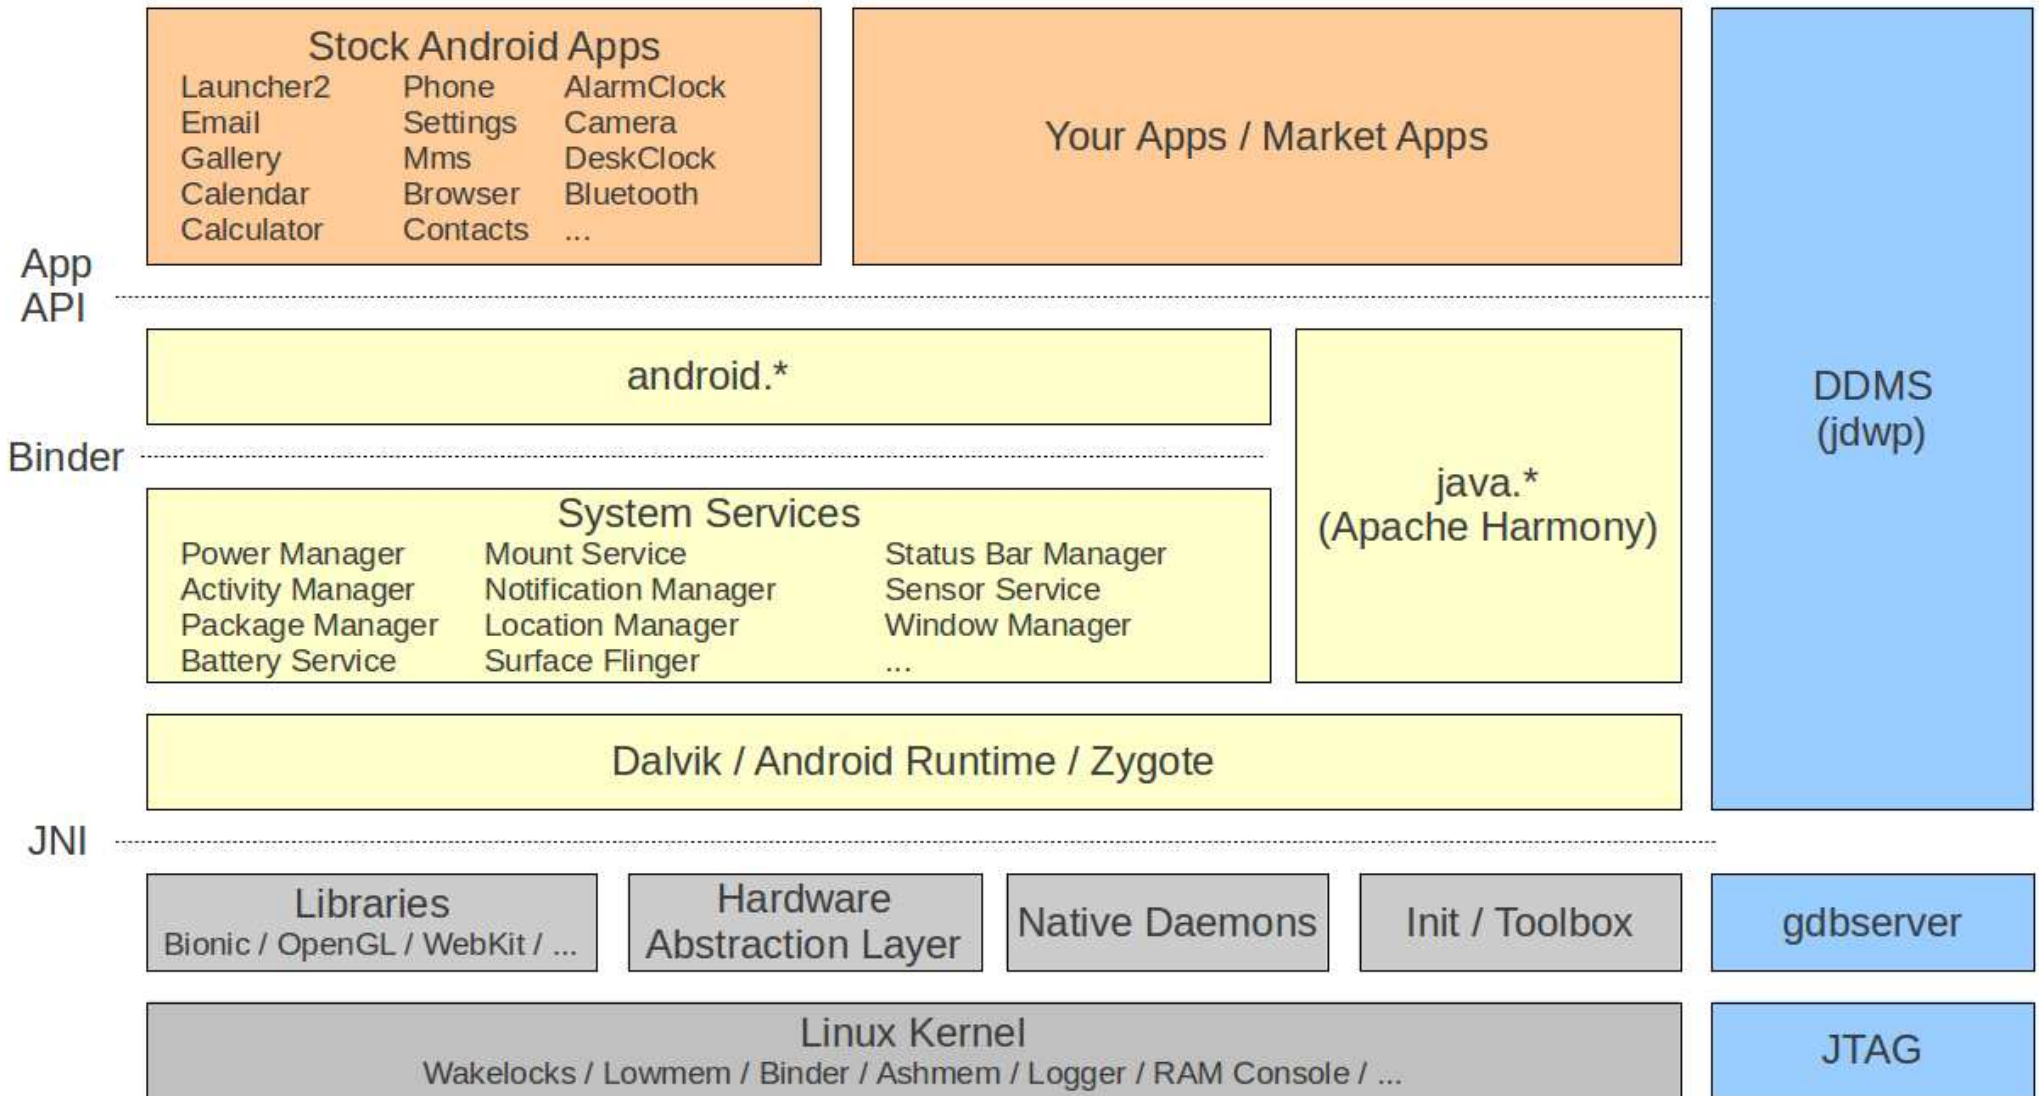 Stock Android Apps
Launcher2 Phone AlarmClock
Email Settings Camera
Gallery Mms DeskClock
Calendar Browser Bluetooth
Calculator Contacts ...
Your Apps / Market Apps
App
API
android.*
Binder
java.*
(Apache Harmony)
DDMS
(jdwp)
System Services
Power Manager Mount Service Status Bar Manager
Activity Manager Notification Manager Sensor Service
Package Manager Location Manager Window Manager
Battery Service Surface Flinger ...
Dalvik / Android Runtime / Zygote
JNI
Libraries
Bionic / OpenGL / WebKit / ...
Hardware
Abstraction Layer
Native Daemons
Init / Toolbox
gdbserver
Linux Kernel
Wakelocks / Lowmem / Binder / Ashmem / Logger / RAM Console / ...
JTAG